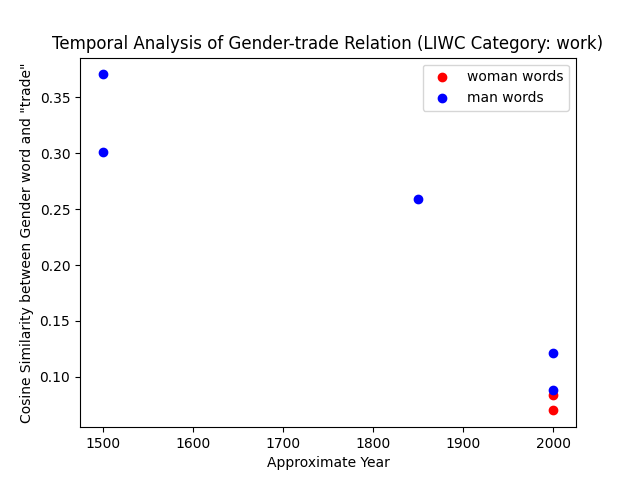 Temporal Analysis of Gender-trade Relation (LIWC Category: work)
woman words
man words
Cosine Similarity between Gender word and "trade"
0.35
0.30
0.25
0.20
0.15
0.10
1500 1600 1700 1800 1900 2000
Approximate Year